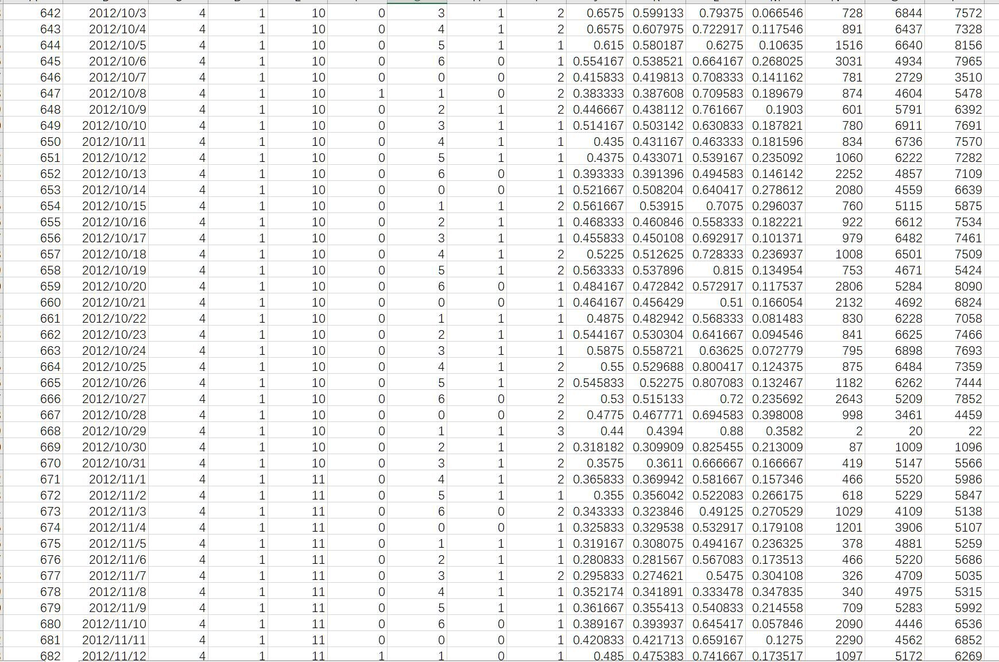 642 2012/10/3 4 1 10 0 3 1 2 0.6575 0.599133 0.79375 0.066546 728 6844 7572
643 2012/10/4 4 1 10 0 4 1 2 0.6575 0.607975 0.722917 0.117546 891 6437 7328
644 2012/10/5 4 1 10 0 5 1 1 0.615 0.580187 0.6275 0.10635 1516 6640 8156
645 2012/10/6 4 1 10 0 6 0 1 0.554167 0.538521 0.664167 0.268025 3031 4934 7965
646 2012/10/7 4 1 10 0 0 0 2 0.415833 0.419813 0.708333 0.141162 781 2729 3510
647 2012/10/8 4 1 10 1 1 0 2 0.383333 0.387608 0.709583 0.189679 874 4604 5478
648 2012/10/9 4 1 10 0 2 1 2 0.446667 0.438112 0.761667 0.1903 601 5791 6392
649 2012/10/10 4 1 10 0 3 1 1 0.514167 0.503142 0.630833 0.187821 780 6911 7691
650 2012/10/11 4 1 10 0 4 1 1 0.435 0.431167 0.463333 0.181596 834 6736 7570
651 2012/10/12 4 1 10 0 5 1 1 0.4375 0.433071 0.539167 0.235092 1060 6222 7282
652 2012/10/13 4 1 10 0 6 0 1 0.393333 0.391396 0.494583 0.146142 2252 4857 7109
653 2012/10/14 4 1 10 0 0 0 1 0.521667 0.508204 0.640417 0.278612 2080 4559 6639
654 2012/10/15 4 1 10 0 1 1 2 0.561667 0.53915 0.7075 0.296037 760 5115 5875
655 2012/10/16 4 1 10 0 2 1 1 0.468333 0.460846 0.558333 0.182221 922 6612 7534
656 2012/10/17 4 1 10 0 3 1 1 0.455833 0.450108 0.692917 0.101371 979 6482 7461
657 2012/10/18 4 1 10 0 4 1 2 0.5225 0.512625 0.728333 0.236937 1008 6501 7509
658 2012/10/19 4 1 10 0 5 1 2 0.563333 0.537896 0.815 0.134954 753 4671 5424
659 2012/10/20 4 1 10 0 6 0 1 0.484167 0.472842 0.572917 0.117537 2806 5284 8090
660 2012/10/21 4 1 10 0 0 0 1 0.464167 0.456429 0.51 0.166054 2132 4692 6824
661 2012/10/22 4 1 10 0 1 1 1 0.4875 0.482942 0.568333 0.081483 830 6228 7058
662 2012/10/23 4 1 10 0 2 1 1 0.544167 0.530304 0.641667 0.094546 841 6625 7466
663 2012/10/24 4 1 10 0 3 1 1 0.5875 0.558721 0.63625 0.072779 795 6898 7693
664 2012/10/25 4 1 10 0 4 1 2 0.55 0.529688 0.800417 0.124375 875 6484 7359
665 2012/10/26 4 1 10 0 5 1 2 0.545833 0.52275 0.807083 0.132467 1182 6262 7444
666 2012/10/27 4 1 10 0 6 0 2 0.53 0.515133 0.72 0.235692 2643 5209 7852
667 2012/10/28 4 1 10 0 0 0 2 0.4775 0.467771 0.694583 0.398008 998 3461 4459
668 2012/10/29 4 1 10 0 1 1 3 0.44 0.4394 0.88 0.3582 2 20 22
669 2012/10/30 4 1 10 0 2 1 2 0.318182 0.309909 0.825455 0.213009 87 1009 1096
670 2012/10/31 4 1 10 0 3 1 2 0.3575 0.3611 0.666667 0.166667 419 5147 5566
671 2012/11/1 4 1 11 0 4 1 2 0.365833 0.369942 0.581667 0.157346 466 5520 5986
672 2012/11/2 4 1 11 0 5 1 1 0.355 0.356042 0.522083 0.266175 618 5229 5847
673 2012/11/3 4 1 11 0 6 0 2 0.343333 0.323846 0.49125 0.270529 1029 4109 5138
674 2012/11/4 4 1 11 0 0 0 1 0.325833 0.329538 0.532917 0.179108 1201 3906 5107
675 2012/11/5 4 1 11 0 1 1 1 0.319167 0.308075 0.494167 0.236325 378 4881 5259
676 2012/11/6 4 1 11 0 2 1 1 0.280833 0.281567 0.567083 0.173513 466 5220 5686
677 2012/11/7 4 1 11 0 3 1 2 0.295833 0.274621 0.5475 0.304108 326 4709 5035
678 2012/11/8 4 1 11 0 4 1 1 0.352174 0.341891 0.333478 0.347835 340 4975 5315
679 2012/11/9 4 1 11 0 5 1 1 0.361667 0.355413 0.540833 0.214558 709 5283 5992
680 2012/11/10 4 1 11 0 6 0 1 0.389167 0.393937 0.645417 0.057846 2090 4446 6536
681 2012/11/11 4 1 11 0 0 0 1 0.420833 0.421713 0.659167 0.1275 2290 4562 6852
682 2012/11/12 4 1 11 1 1 0 1 0.485 0.475383 0.741667 0.173517 1097 5172 6269